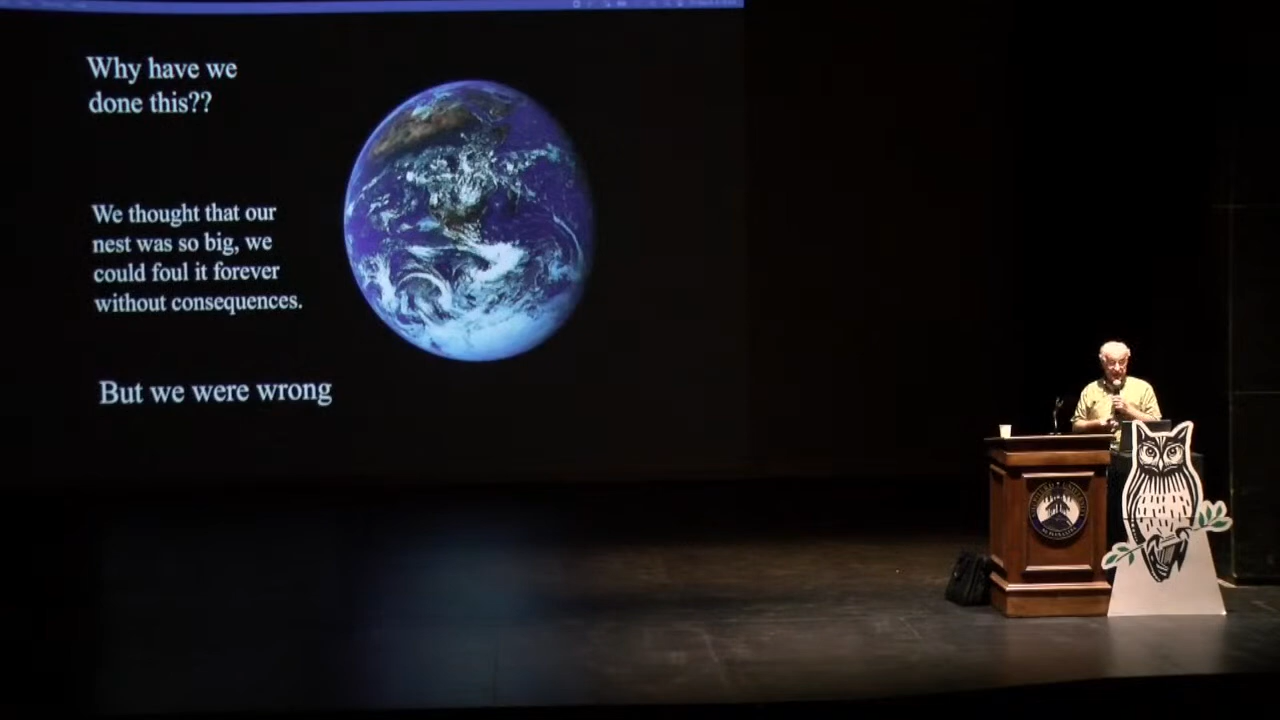 Why have we
done this??
We thought that our
nest was so big, we
could foul it forever
without consequences.
But we were wrong